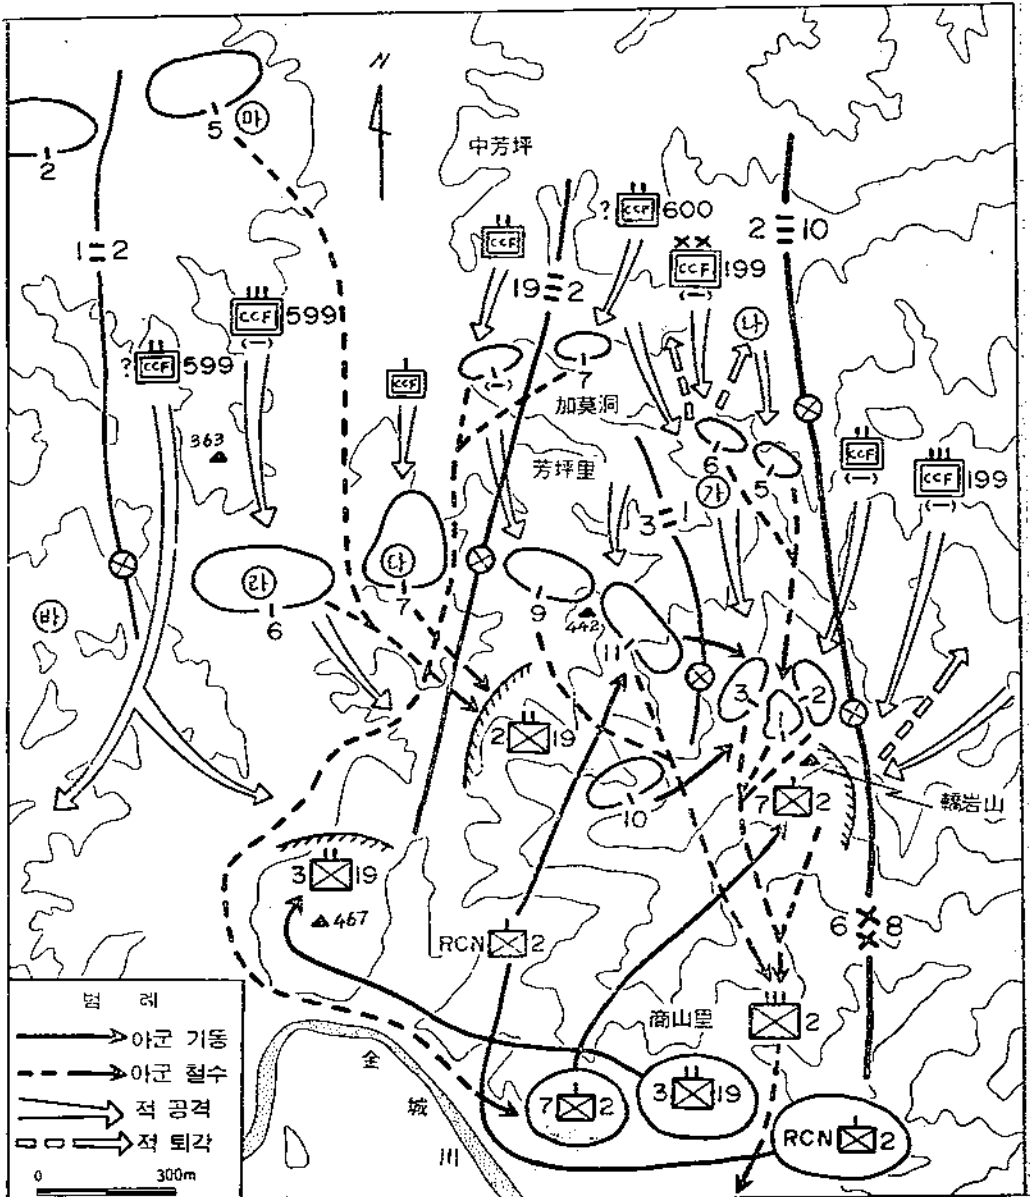 N
마
5
2
中芳坪
? CCF 600
CCF
2 10
CCF 199
(−)
1 2
19 2
나
CCF 599
(−)
? CCF 599
(−)
7
CCF
加莫洞
363
6
5
CCF
(−)
CCF 199
(−)
芳坪里
가
3 1
다
7
라
6
9
442
11
바
3
2
1
2 19
7 2
轎岩山
10
3 19
467
RCN 2
6 8
商山里
2
범 례
아군 기동
아군 철수
적 공격
적 퇴각
0 300m
金
城
川
7 2
3 19
RCN 2